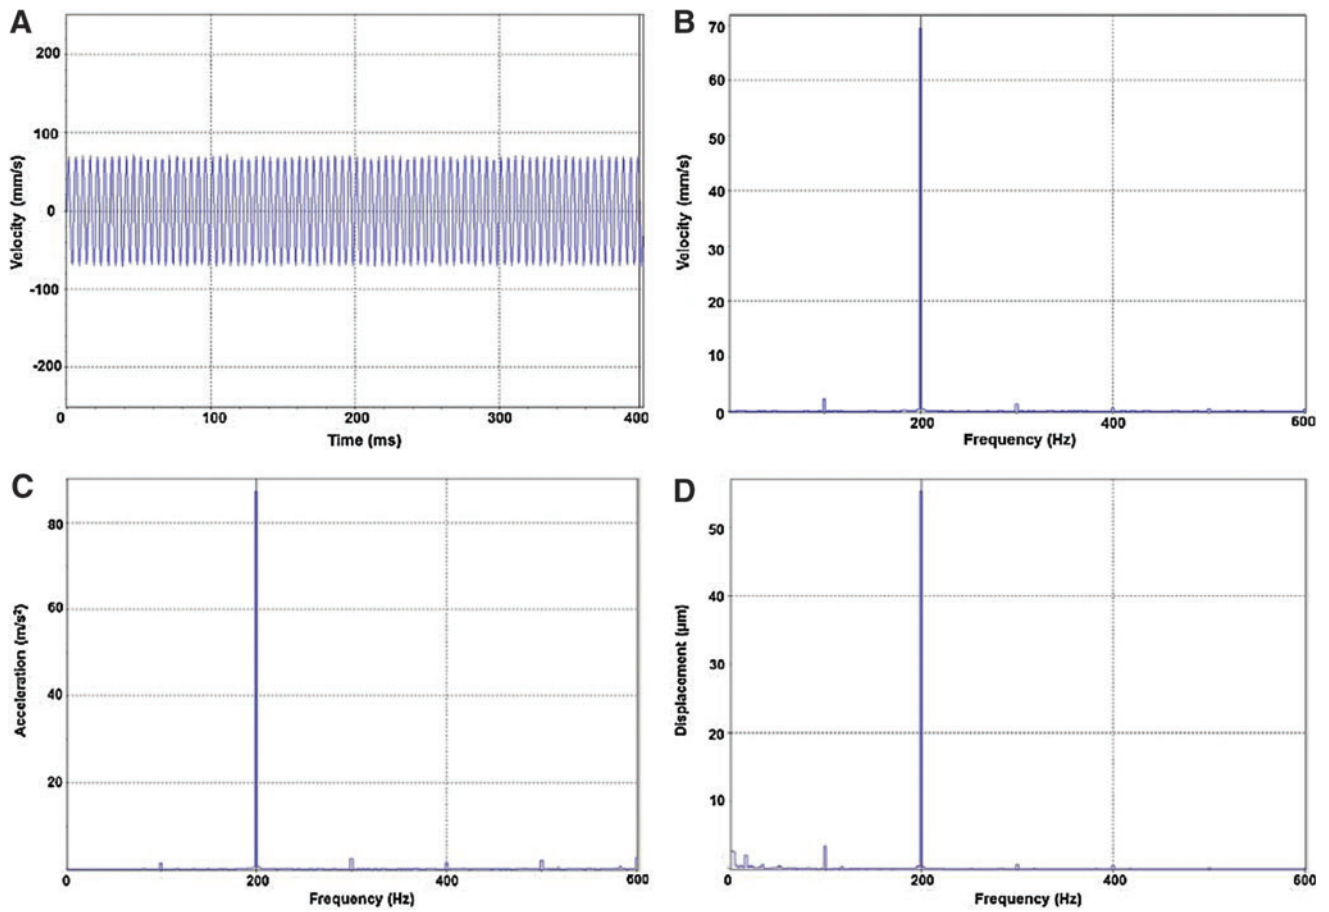 A
200
100
0
-100
-200
Velocity (mm/s)
0 100 200 300 400
Time (ms)
B
70
60
50
40
30
20
10
0
Velocity (mm/s)
200 400 600
Frequency (Hz)
C
80
60
40
20
Acceleration (m/s²)
0 200 400 600
Frequency (Hz)
D
50
40
30
20
10
Displacement (µm)
0 200 400 600
Frequency (Hz)